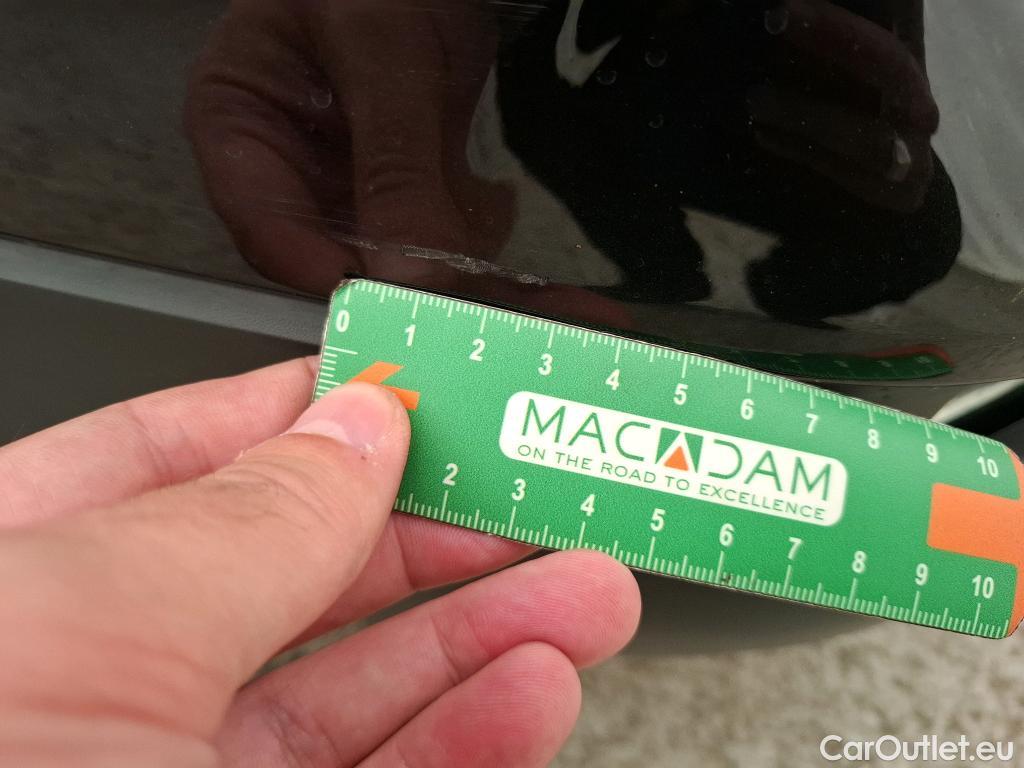 0 1 2 3 4 5 6 7 8 9 10
MACADAM
ON THE ROAD TO EXCELLENCE
2 3 4 5 6 7 8 9 10
CarOutlet.eu